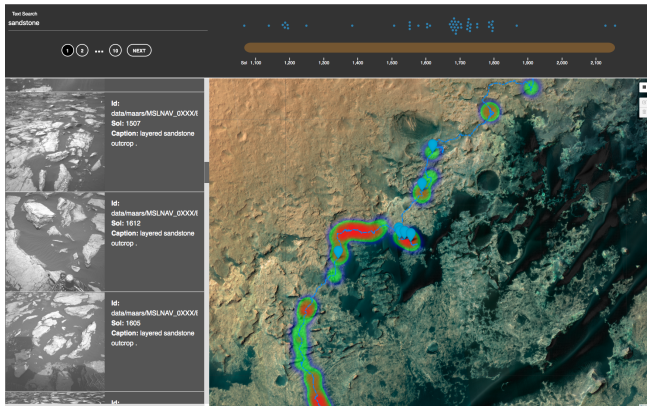 Text Search
sandstone
1 2 ••• 10 NEXT
Sol 1,100 1,200 1,300 1,400 1,500 1,600 1,700 1,800 1,900 2,000 2,100
Id:
data/maars/MSLNAV_0XXX/E
Sol: 1507
Caption: layered sandstone
outcrop .
Id:
data/maars/MSLNAV_0XXX/E
Sol: 1612
Caption: layered sandstone
outcrop .
Id:
data/maars/MSLNAV_0XXX/E
Sol: 1605
Caption: layered sandstone
outcrop .
Id: